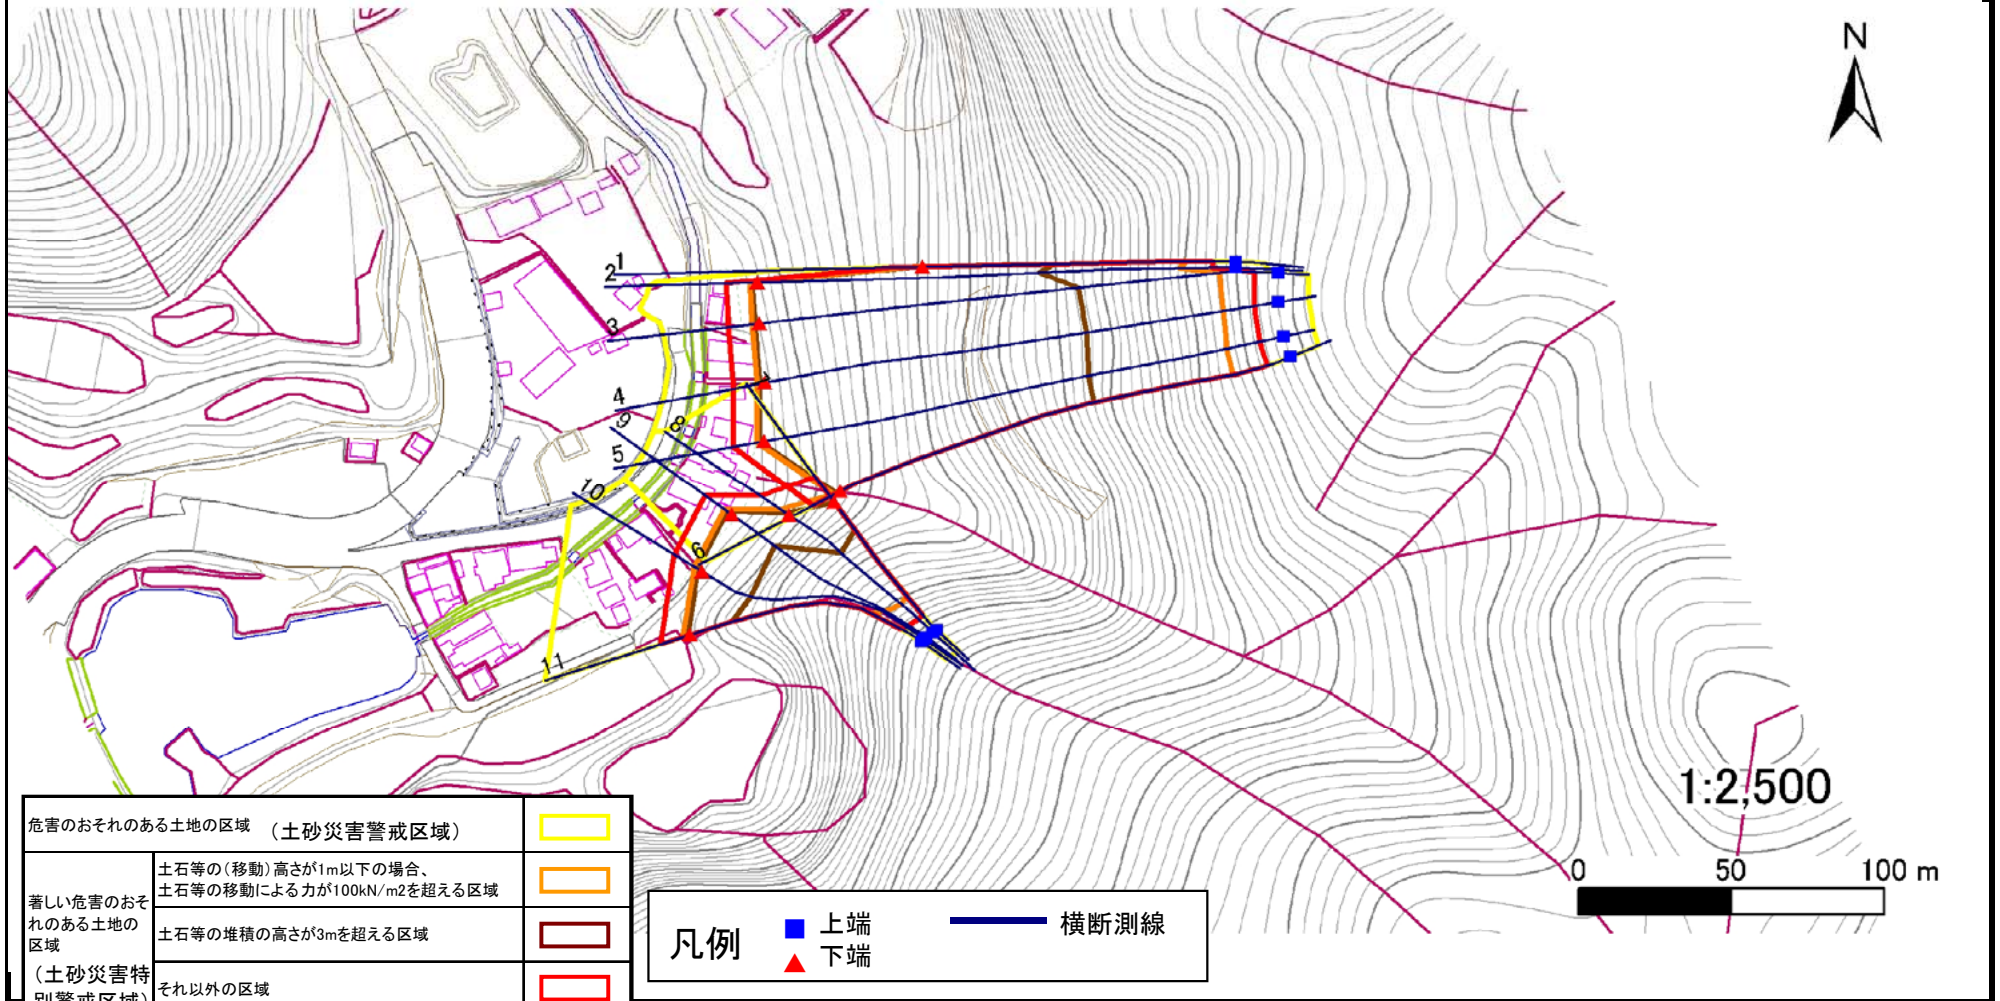 N
1
2
3
4
9
8
5
10
7
6
11
1:2,500
0 50 100 m
危害のおそれのある土地の区域 (土砂災害警戒区域)
著しい危害のおそ
れのある土地の
区域
(土砂災害特
別警戒区域)
土石等の(移動)高さが1m以下の場合、
土石等の移動による力が100kN/m2を超える区域
土石等の堆積の高さが3mを超える区域
それ以外の区域
凡例
上端
下端
横断測線